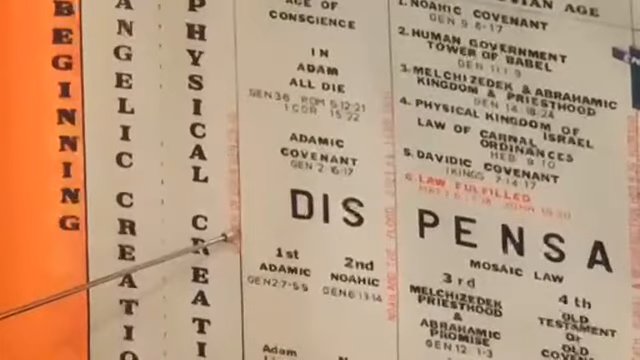 BEGINNING
ANGELIC CREATIO
PHYSICAL CREATI
AGE OF
CONSCIENCE
IN
ADAM
ALL DIE
GEN 3:6 ROM 5:12-21
I COR 15:22
ADAMIC
COVENANT
GEN 2:16-17
AGE
1. NOAHIC COVENANT
GEN 9:8-17
2. HUMAN GOVERNMENT
TOWER OF BABEL
GEN 11:1-9
3. MELCHIZEDEK & ABRAHAMIC
KINGDOM & PRIESTHOOD
GEN 14:18-24
4. PHYSICAL KINGDOM OF
ISRAEL
LAW OF CARNAL
ORDINANCES
HEB 9:10
5. DAVIDIC COVENANT
I KINGS 7:14-17
6. LAW FULFILLED
DIS PENSA
MOSAIC LAW
1st
ADAMIC
GEN 2:7-5:5
2nd
NOAHIC
GEN 6:13-14
3rd
MELCHIZEDEK
PRIESTHOOD
&
ABRAHAMIC
PROMISE
GEN 12:1-3
4th
OLD
TESTAMENT
or
OLD
Adam